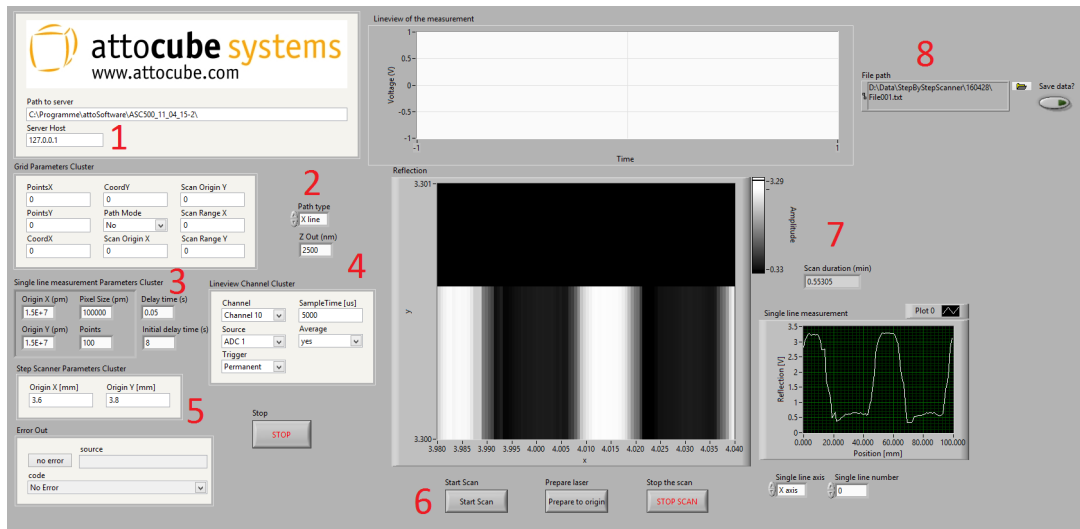 attocube systems
www.attocube.com
Path to server
C:\Programme\attoSoftware\ASC500_11_04_15-2\
Server Host
127.0.0.1
1
Lineview of the measurement
Voltage (V)
1-
0.5-
0-
-0.5-
-1-
-1
1
Time
8
File path
D:\Data\StepByStepScanner\160428\
File001.txt
Save data?
Grid Parameters Cluster
PointsX CoordY Scan Origin Y
0 0 0
PointsY Path Mode Scan Range X
0 No 0
CoordX Scan Origin X Scan Range Y
0 0 0
2
Path type
X line
Z Out (nm)
2500
3
Single line measurement Parameters Cluster
Origin X (pm) Pixel Size (pm) Delay time (s)
1.5E+7 100000 0.05
Origin Y (pm) Points Initial delay time (s)
1.5E+7 100 8
4
Lineview Channel Cluster
Channel SampleTime [us]
Channel 10 5000
Source Average
ADC 1 yes
Trigger
Permanent
Step Scanner Parameters Cluster
Origin X [mm] Origin Y [mm]
3.6 3.8
5
Error Out
source
no error
code
No Error
Stop
STOP
Reflection
3.301-
y
3.300-
3.980 3.985 3.990 3.995 4.000 4.005 4.010 4.015 4.020 4.025 4.030 4.035 4.040
x
-3.29
Amplitude
-0.33
7
Scan duration (min)
0.55305
Single line measurement
Plot 0
Reflection [V]
3.5-
3-
2.5-
2-
1.5-
1-
0.5-
0-
0.000 20.000 40.000 60.000 80.000 100.000
Position [mm]
Single line axis Single line number
X axis 0
6
Start Scan Prepare laser Stop the scan
Start Scan Prepare to origin STOP SCAN